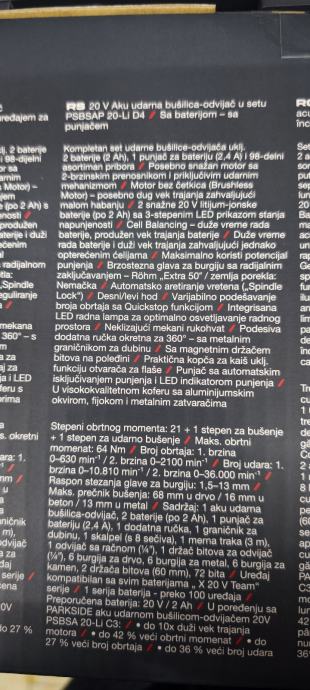 RS 20 V Aku udarna bušilica-odvijač u setu
PSBSAP 20-Li D4 / Sa baterijom – sa
punjačem
Kompletan set udarne bušilice-odvijača uklj.
2 baterije (2 Ah), 1 punjač za bateriju (2,4 A) i 98-delni
asortiman pribora / Posebno snažan motor sa
2-brzinskim prenosnikom i priključivim udarnim
mehanizmom / Motor bez četkica (Brushless
Motor) – posebno dug vek trajanja zahvaljujući
malom habanju / 2 snažne 20 V litijum-jonske
baterije (po 2 Ah) sa 3-stepenim LED prikazom stanja
napunjenosti / Cell Balancing – duže vreme rada
baterije, produžen vek trajanja baterije / Duže vreme
rada baterije i duži vek trajanja zahvaljujući jednako
opterećenim ćelijama / Maksimalno koristi potencijal
punjenja / Brzostezna glava za burgiju sa radijalnim
zaključavanjem – Röhm „Extra 50“ / zemlja porekla:
Nemačka / Automatsko aretiranje vretena („Spindle
Lock“) / Desni/levi hod / Varijabilno podešavanje
broja obrtaja sa Quickstop funkcijom / Integrisana
LED radna lampa za optimalno osvetljavanje radnog
prostora / Neklizajući mekani rukohvat / Podesiva
dodatna ručka okretna za 360° – sa metalnim
graničnikom za dubinu / Sa magnetnim držačem
bitova na poleđini / Praktična kopča za kaiš uklj.
funkciju otvarača za flaše / Punjač sa automatskim
isključivanjem punjenja i LED indikatorom punjenja /
U visokokvalitetnom koferu sa aluminijumskim
okvirom, fijokom i metalnim zatvaračima
Stepeni obrtnog momenta: 21 + 1 stepen za bušenje
+ 1 stepen za udarno bušenje / Maks. obrtni
momenat: 64 Nm / Broj obrtaja: 1. brzina
0–630 min⁻¹ / 2. brzina 0–2100 min⁻¹ / Broj udara: 1.
brzina 0–10.810 min⁻¹ / 2. brzina 0–36.000 min⁻¹ /
Raspon stezanja glave za burgiju: 1,5–13 mm /
Maks. prečnik bušenje: 68 mm u drvo / 16 mm u
beton / 13 mm u metal / Sadržaj: 1 aku udarna
bušilica-odvijač, 2 baterije (po 2 Ah), 1 punjač za
bateriju (2,4 A), 1 dodatna ručka, 1 graničnik za
dubinu, 1 skalpel (s 8 sečiva), 1 merna traka (3 m),
1 odvijač sa račnom (¼"), 1 držač bitova za odvijač
(¼"), 6 burgija za drvo, 6 burgija za metal, 6 burgija za
kamen, 2 držača bitova (60 mm), 72 bita / Uređaj
kompatibilan sa svim baterijama „ X 20 V Team“
serije / 1 serija baterija - preko 100 uređaja /
Preporučena baterija: 20 V / 2 Ah / U poređenju sa
PARKSIDE aku udarnom bušilicom-odvijačem 20V
PSBSA 20-Li C3: / • do 10x duži vek trajanja
motora / • do 42 % veći obrtni momenat / • do
27 % veći broj obrtaja / • do 36 % veći broj udara